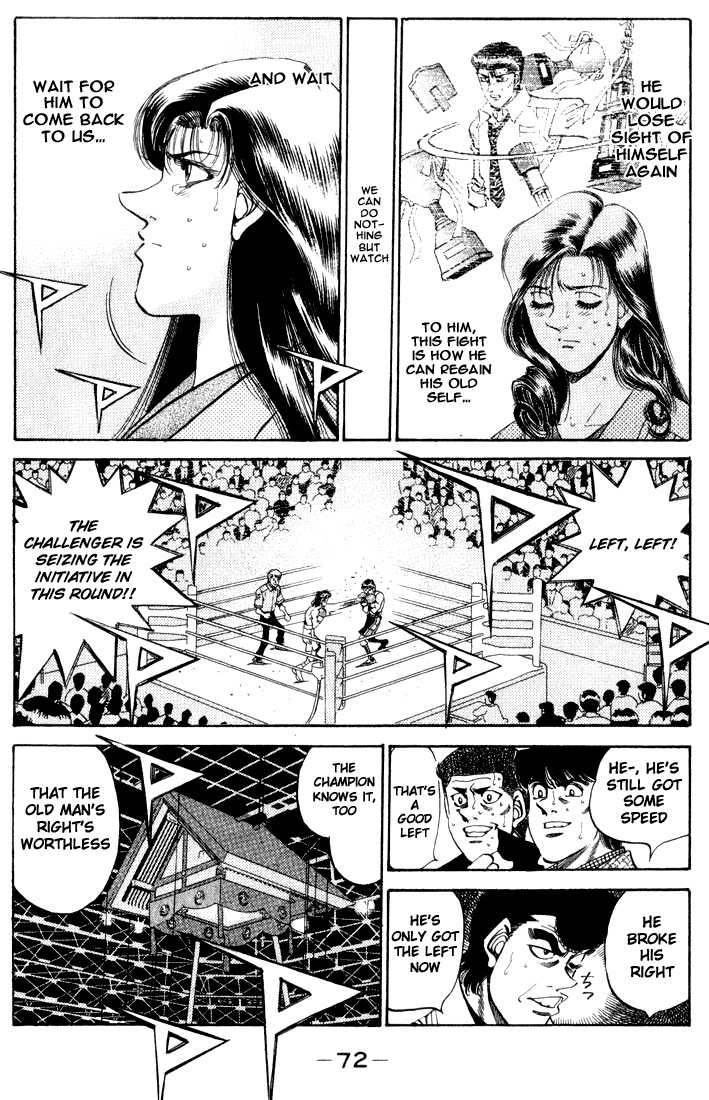 HE
WOULD
LOSE
SIGHT OF
HIMSELF
AGAIN
TO HIM,
THIS FIGHT
IS HOW HE
CAN REGAIN
HIS OLD
SELF...
WE
CAN
DO
NOT-
HING
BUT
WATCH
AND WAIT
WAIT FOR
HIM TO
COME BACK
TO US...
LEFT, LEFT!
THE
CHALLENGER IS
SEIZING THE
INITIATIVE IN
THIS ROUND!!
HE-, HE'S
STILL GOT
SOME
SPEED
THAT'S
A
GOOD
LEFT
HE
BROKE
HIS
RIGHT
HE'S
ONLY GOT
THE LEFT
NOW
ちっ
THE
CHAMPION
KNOWS IT,
TOO
THAT THE
OLD MAN'S
RIGHT'S
WORTHLESS
–72–